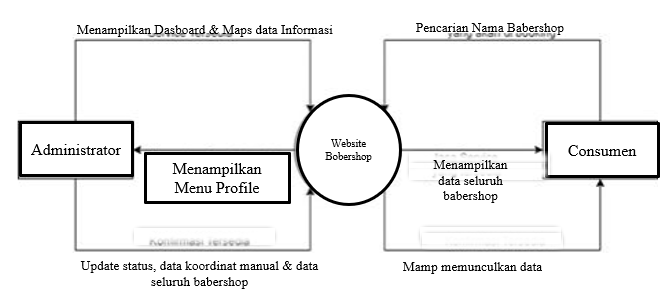 Menampilkan Dasboard & Maps data Informasi
Pencarian Nama Babershop
Administrator
Website
Bobershop
Consumen
Menampilkan
Menu Profile
Menampilkan
data seluruh
babershop
Update status, data koordinat manual & data
seluruh babershop
Mamp memunculkan data